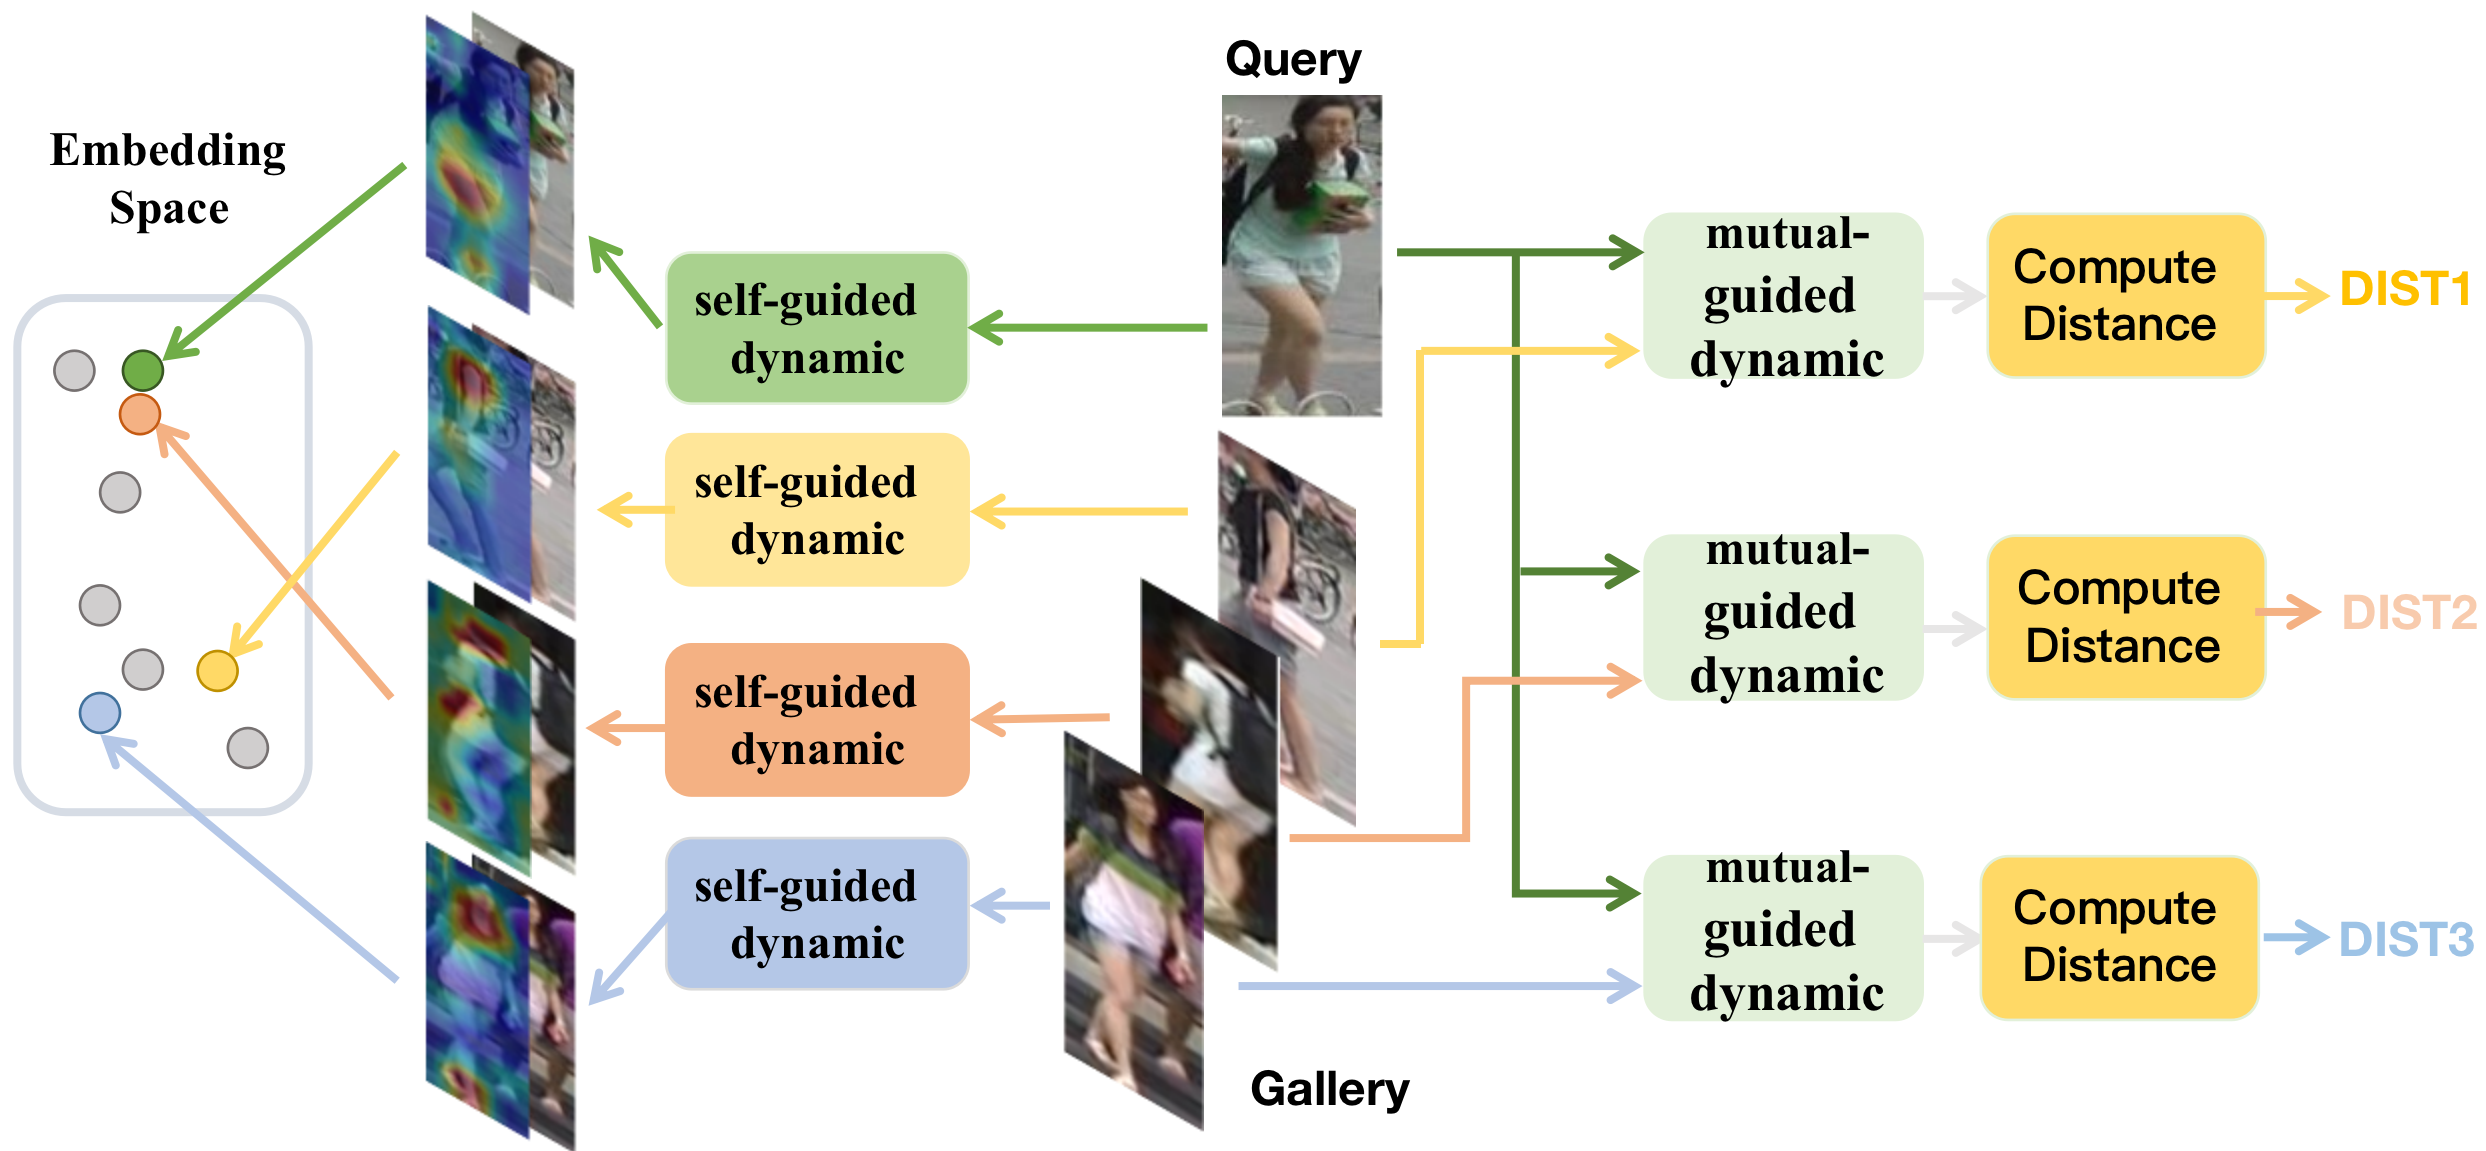 Query
Embedding
Space
self-guided
dynamic
self-guided
dynamic
self-guided
dynamic
self-guided
dynamic
Gallery
mutual-
guided
dynamic
Compute
Distance
DIST1
mutual-
guided
dynamic
Compute
Distance
DIST2
mutual-
guided
dynamic
Compute
Distance
DIST3